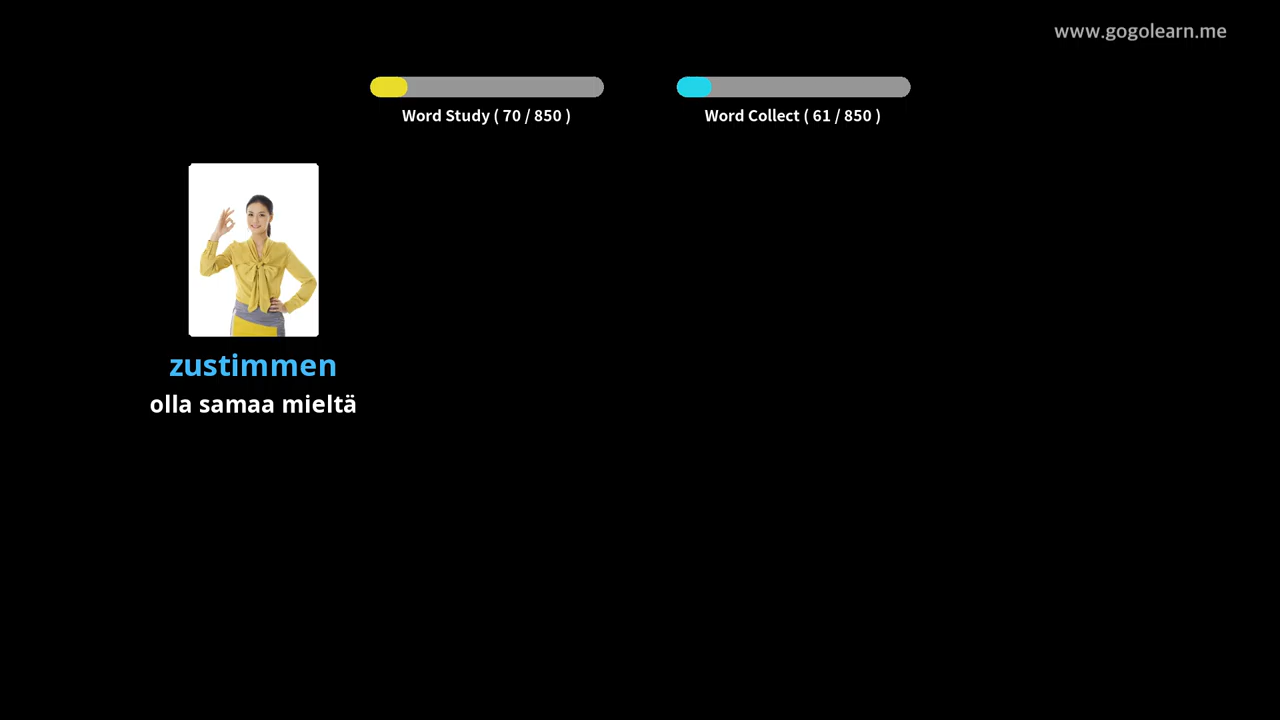 www.gogolearn.me
Word Study ( 70 / 850 )
Word Collect ( 61 / 850 )
zustimmen
olla samaa mieltä